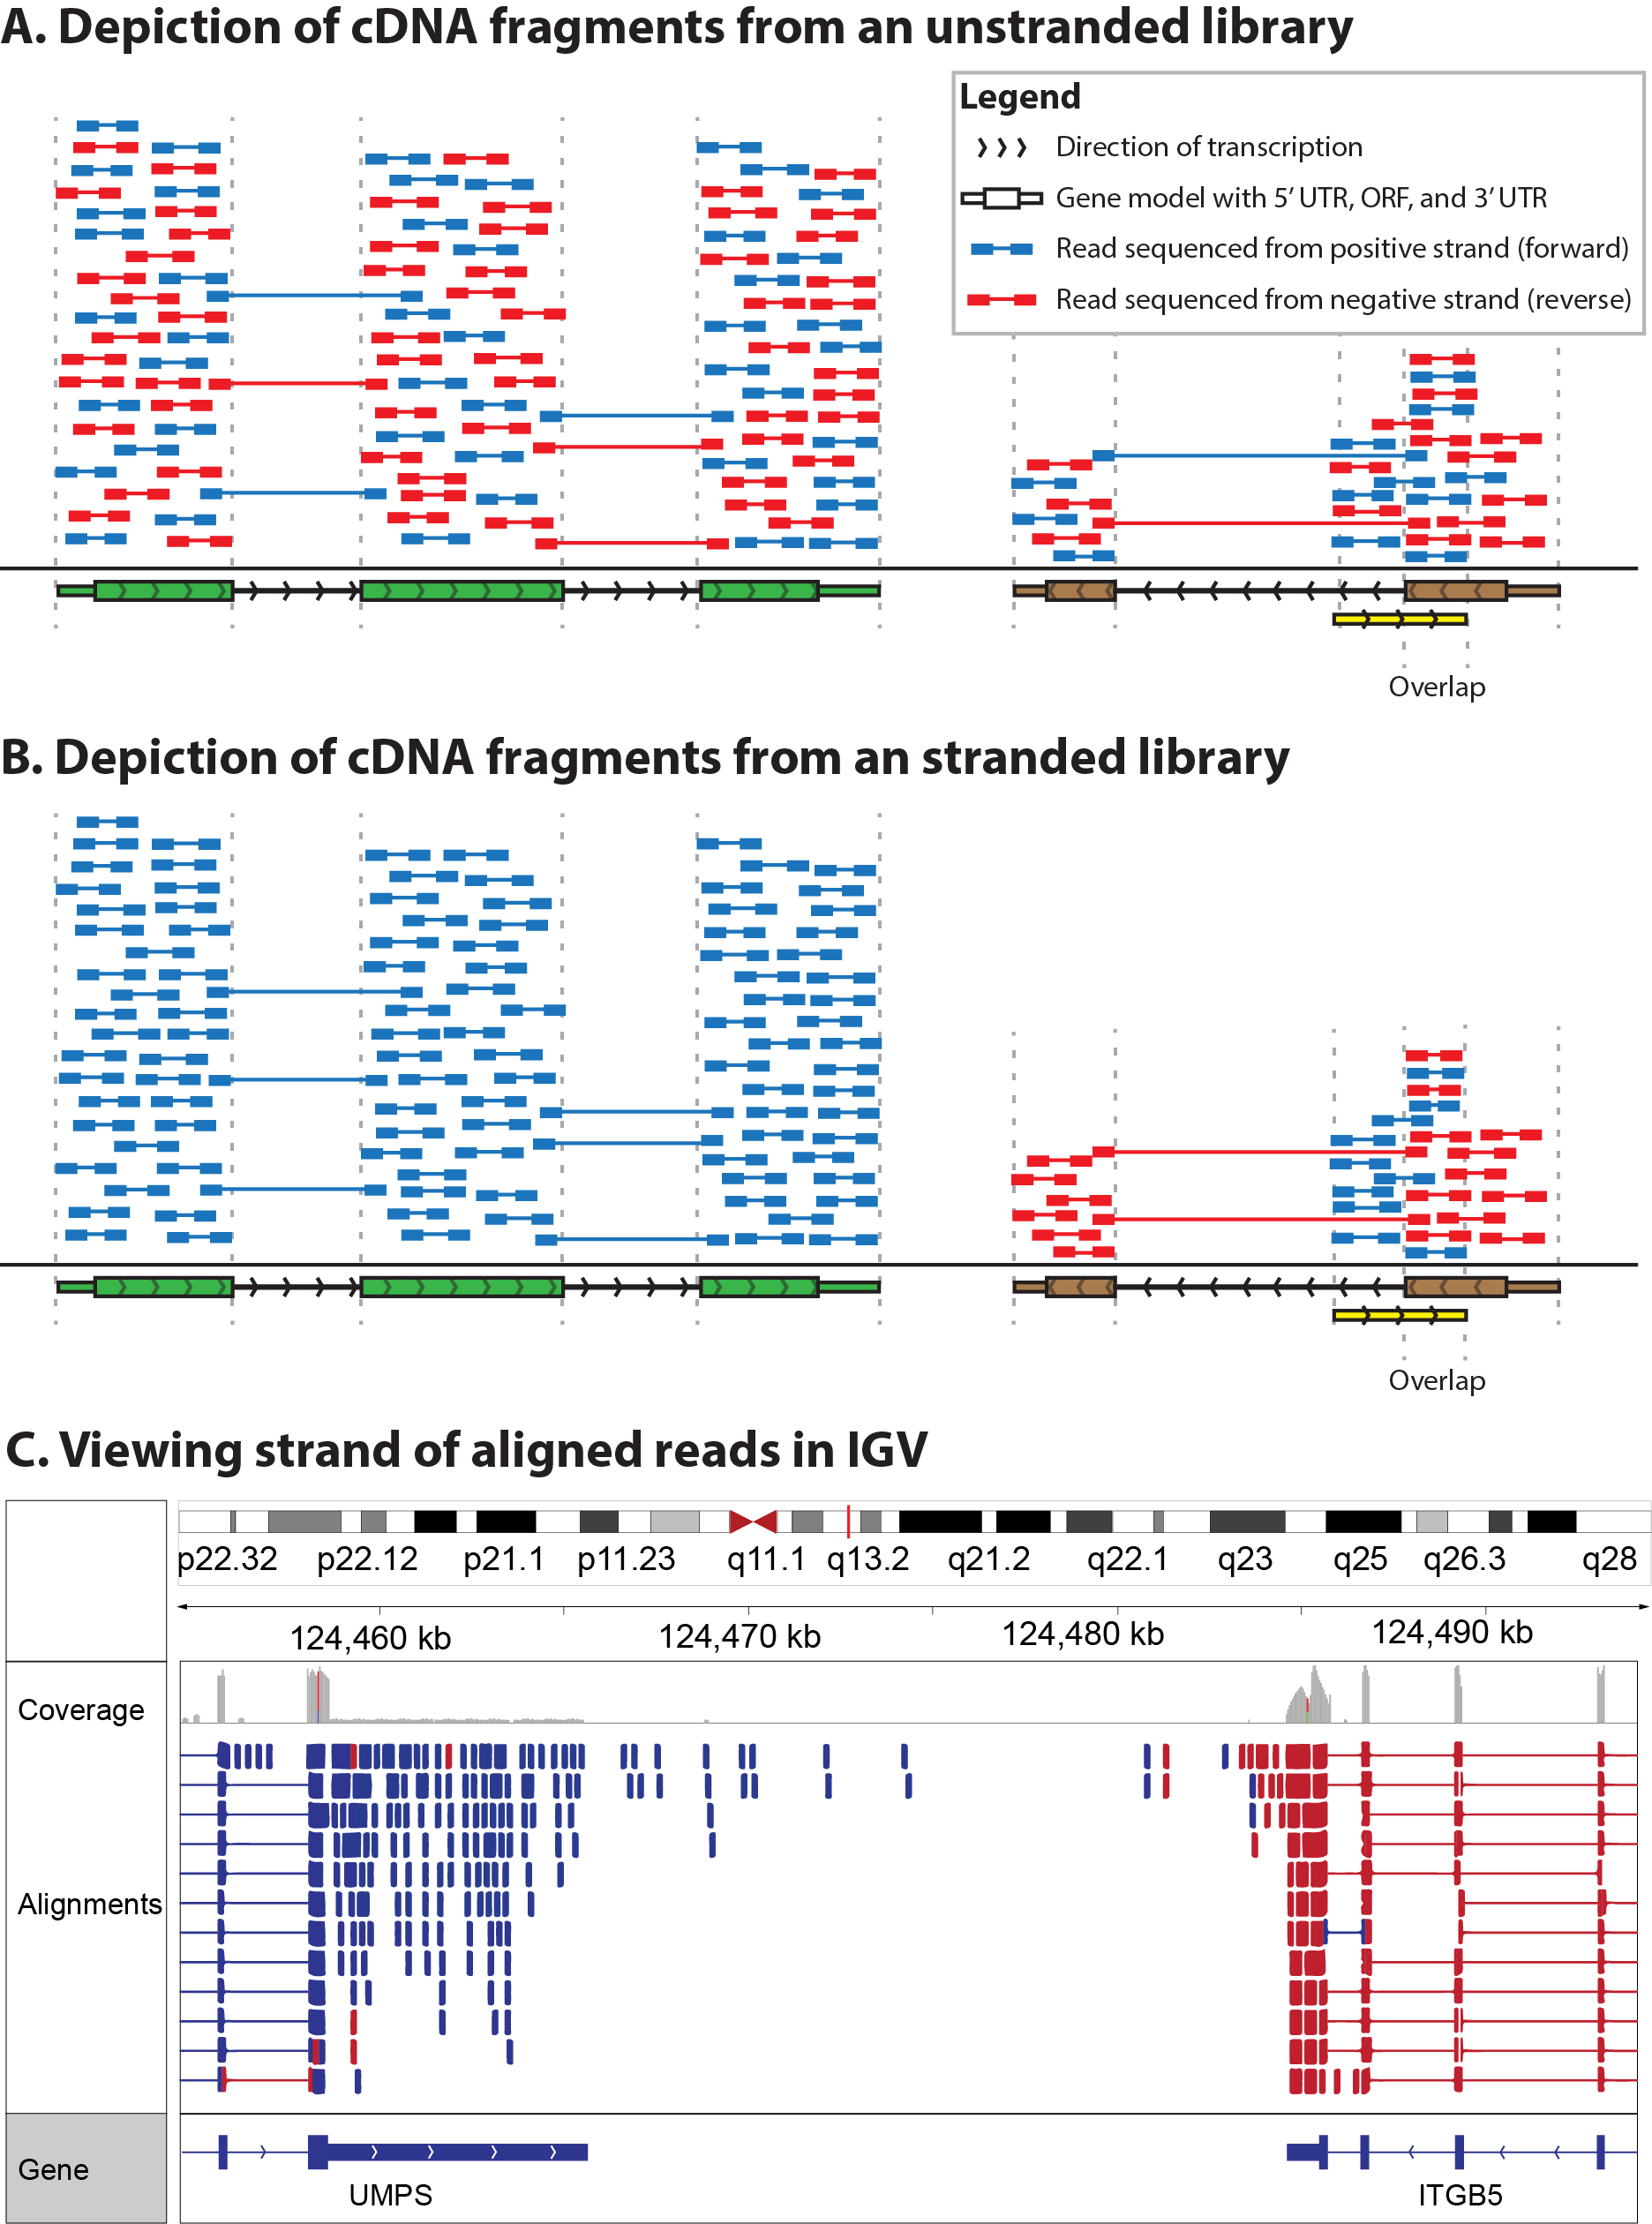 A. Depiction of cDNA fragments from an unstranded library
Legend
Direction of transcription
Gene model with 5’ UTR, ORF, and 3’ UTR
Read sequenced from positive strand (forward)
Read sequenced from negative strand (reverse)
Overlap
B. Depiction of cDNA fragments from an stranded library
Overlap
C. Viewing strand of aligned reads in IGV
p22.32 p22.12 p21.1 p11.23 q11.1 q13.2 q21.2 q22.1 q23 q25 q26.3 q28
124,460 kb 124,470 kb 124,480 kb 124,490 kb
Coverage
Alignments
Gene
UMPS ITGB5